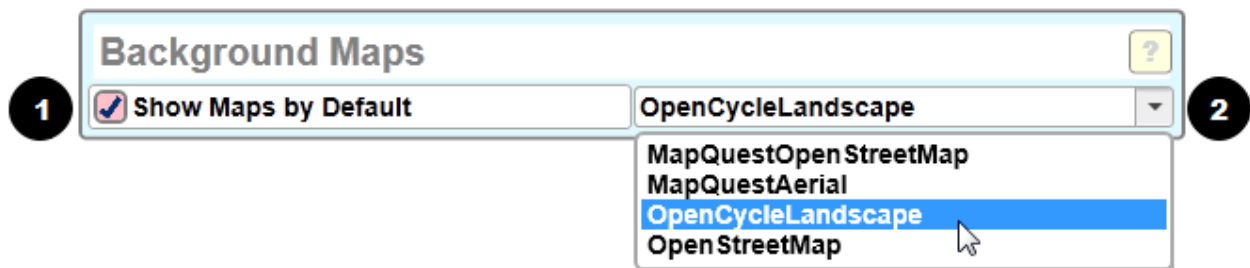 Background Maps
?
1
Show Maps by Default
OpenCycleLandscape
2
MapQuestOpenStreetMap
MapQuestAerial
OpenCycleLandscape
OpenStreetMap